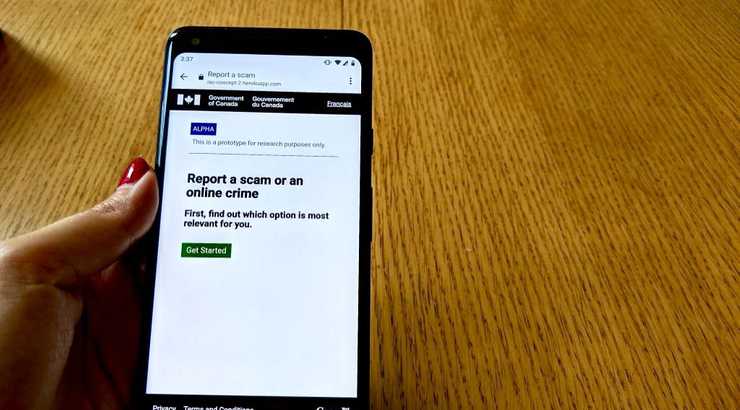 3:37
Report a scam
rac-concept-2.herokuapp.com
Government
of Canada
Gouvernement
du Canada
Français
ALPHA
This is a prototype for research purposes only.
Report a scam or an
online crime
First, find out which option is most
relevant for you.
Get Started
Privacy Terms and Conditions